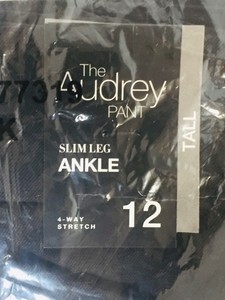 The
Audrey
PANT
TALL
SLIM LEG
ANKLE
4-WAY
STRETCH
12